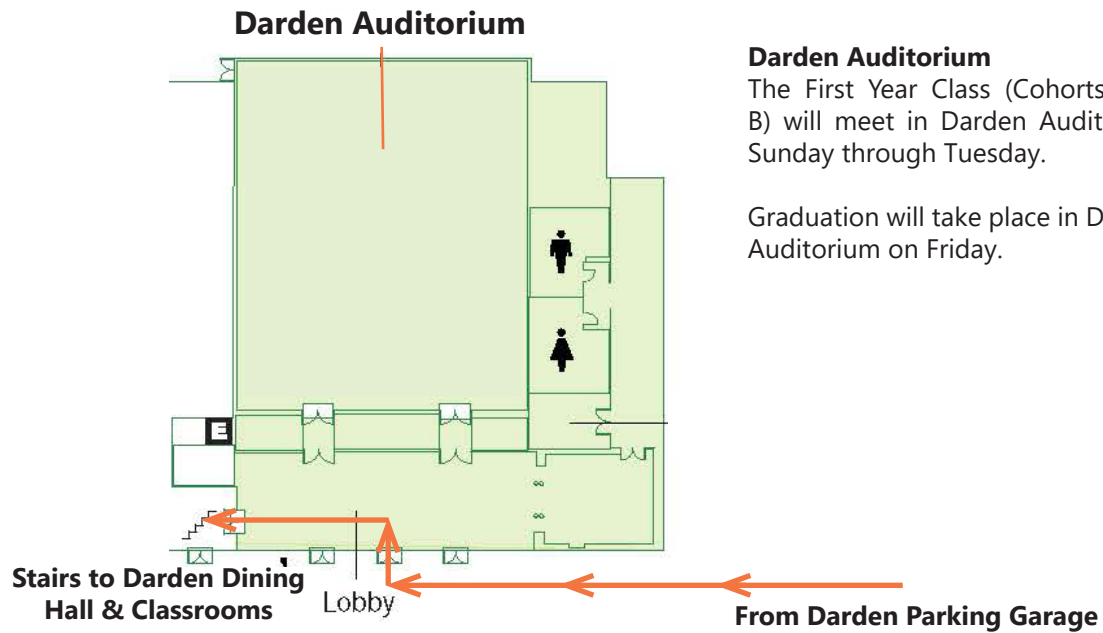 Darden Auditorium
Darden Auditorium
The First Year Class (Cohorts
B) will meet in Darden Audit
Sunday through Tuesday.
Graduation will take place in D
Auditorium on Friday.
E
Stairs to Darden Dining
Hall & Classrooms
Lobby
From Darden Parking Garage